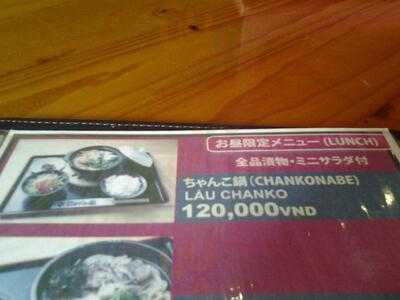 お昼限定メニュー(LUNCH)
全品漬物・ミニサラダ付
ちゃんこ鍋(CHANKONABE)
LẨU CHANKO
120,000VND